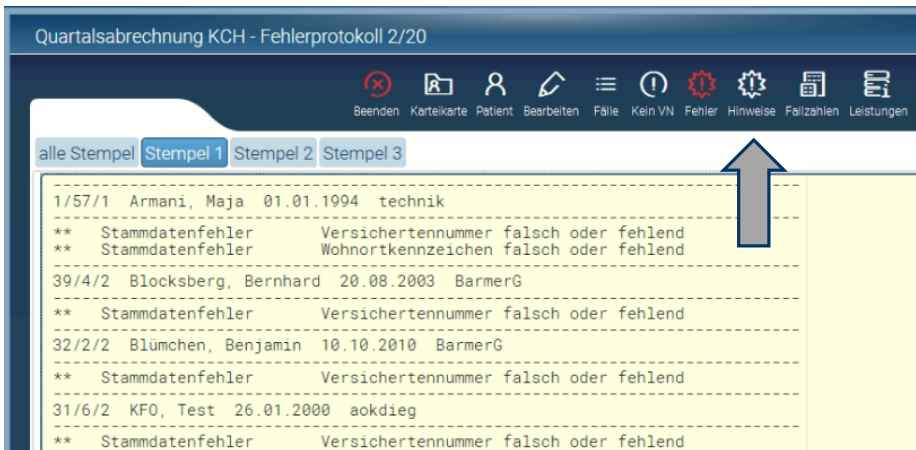 Quartalsabrechnung KCH - Fehlerprotokoll 2/20
Beenden Karteikarte Patient Bearbeiten Fälle Kein VN Fehler Hinweise Fallzahlen Leistungen
alle Stempel Stempel 1 Stempel 2 Stempel 3
1/57/1 Armani, Maja 01.01.1994 technik
** Stammdatenfehler Versichertennummer falsch oder fehlend
** Stammdatenfehler Wohnortkennzeichen falsch oder fehlend
39/4/2 Blocksberg, Bernhard 20.08.2003 BarmerG
** Stammdatenfehler Versichertennummer falsch oder fehlend
32/2/2 Blümchen, Benjamin 10.10.2010 BarmerG
** Stammdatenfehler Versichertennummer falsch oder fehlend
31/6/2 KFO, Test 26.01.2000 aokdieg
** Stammdatenfehler Versichertennummer falsch oder fehlend